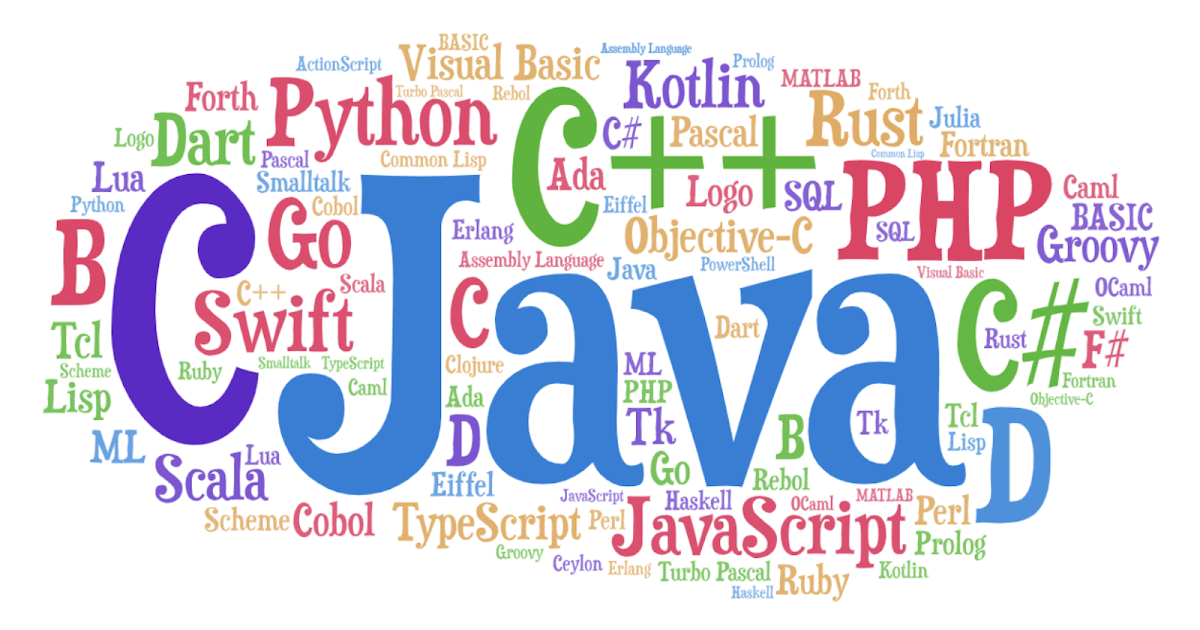 BASIC
Assembly Language
ActionScript
Visual Basic
Prolog
Kotlin
MATLAB
Turbo Pascal
Rebol
Forth
Python
Forth
Rust
Julia
Logo
Dart
C++
C#
Pascal
Fortran
Pascal
Common Lisp
Common Lisp
Lua
Smalltalk
Ada
Logo
SQL
PHP
Caml
Python
Cobol
Eiffel
BASIC
B
C
Go
Erlang
Objective-C
SQL
Groovy
Assembly Language
Java
PowerShell
Visual Basic
Scala
C++
Swift
C
Java
C#
OCaml
Swift
Tcl
Dart
Rust
F#
Scheme
Ruby
Smalltalk
TypeScript
Clojure
ML
Fortran
Lisp
Caml
Ada
PHP
Objective-C
ML
D
Tk
B
Tk
Tcl
Lisp
D
Scala
Lua
Eiffel
Go
Rebol
JavaScript
Haskell
OCaml
MATLAB
Scheme
Cobol
TypeScript
Perl
JavaScript
Perl
Groovy
Prolog
Ceylon
Erlang
Turbo Pascal
Ruby
Kotlin
Haskell